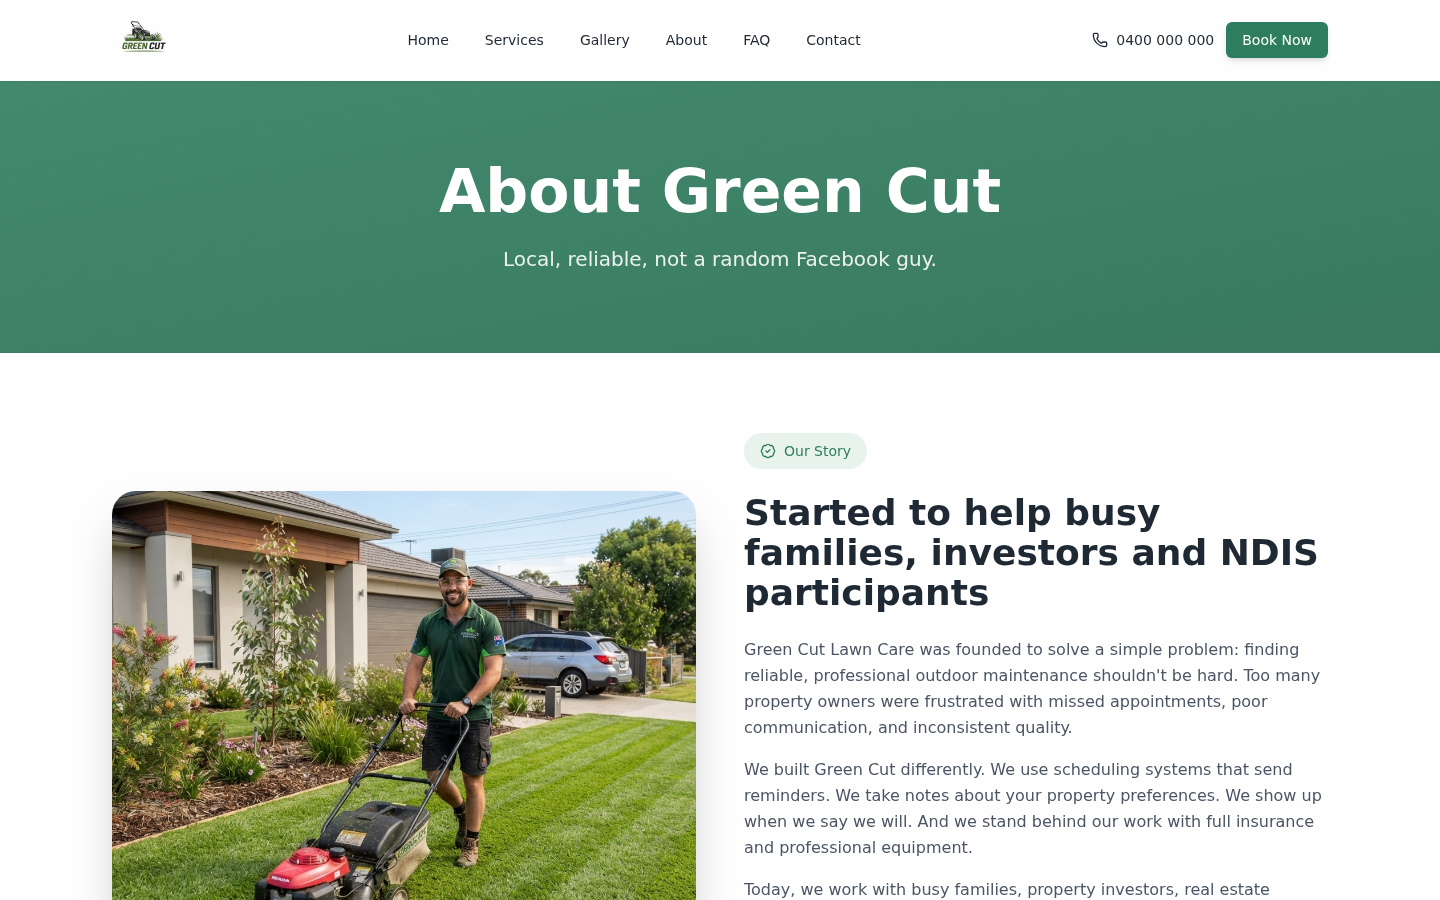 GREEN CUT
Home
Services
Gallery
About
FAQ
Contact
0400 000 000
Book Now
About Green Cut
Local, reliable, not a random Facebook guy.
Our Story
Started to help busy
families, investors and NDIS
participants
Green Cut Lawn Care was founded to solve a simple problem: finding
reliable, professional outdoor maintenance shouldn't be hard. Too many
property owners were frustrated with missed appointments, poor
communication, and inconsistent quality.
We built Green Cut differently. We use scheduling systems that send
reminders. We take notes about your property preferences. We show up
when we say we will. And we stand behind our work with full insurance
and professional equipment.
Today, we work with busy families, property investors, real estate